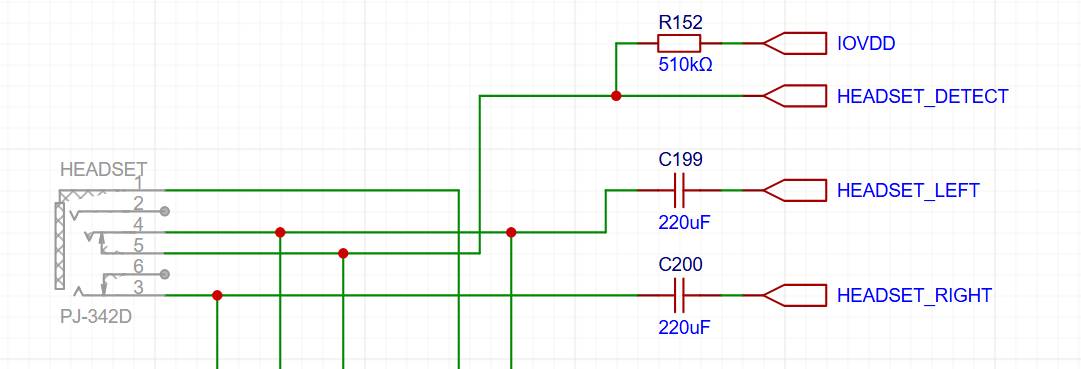 R152
IOVDD
510kΩ
HEADSET_DETECT
HEADSET
C199
1
HEADSET_LEFT
2
220uF
4
5
C200
6
3
HEADSET_RIGHT
PJ-342D
220uF